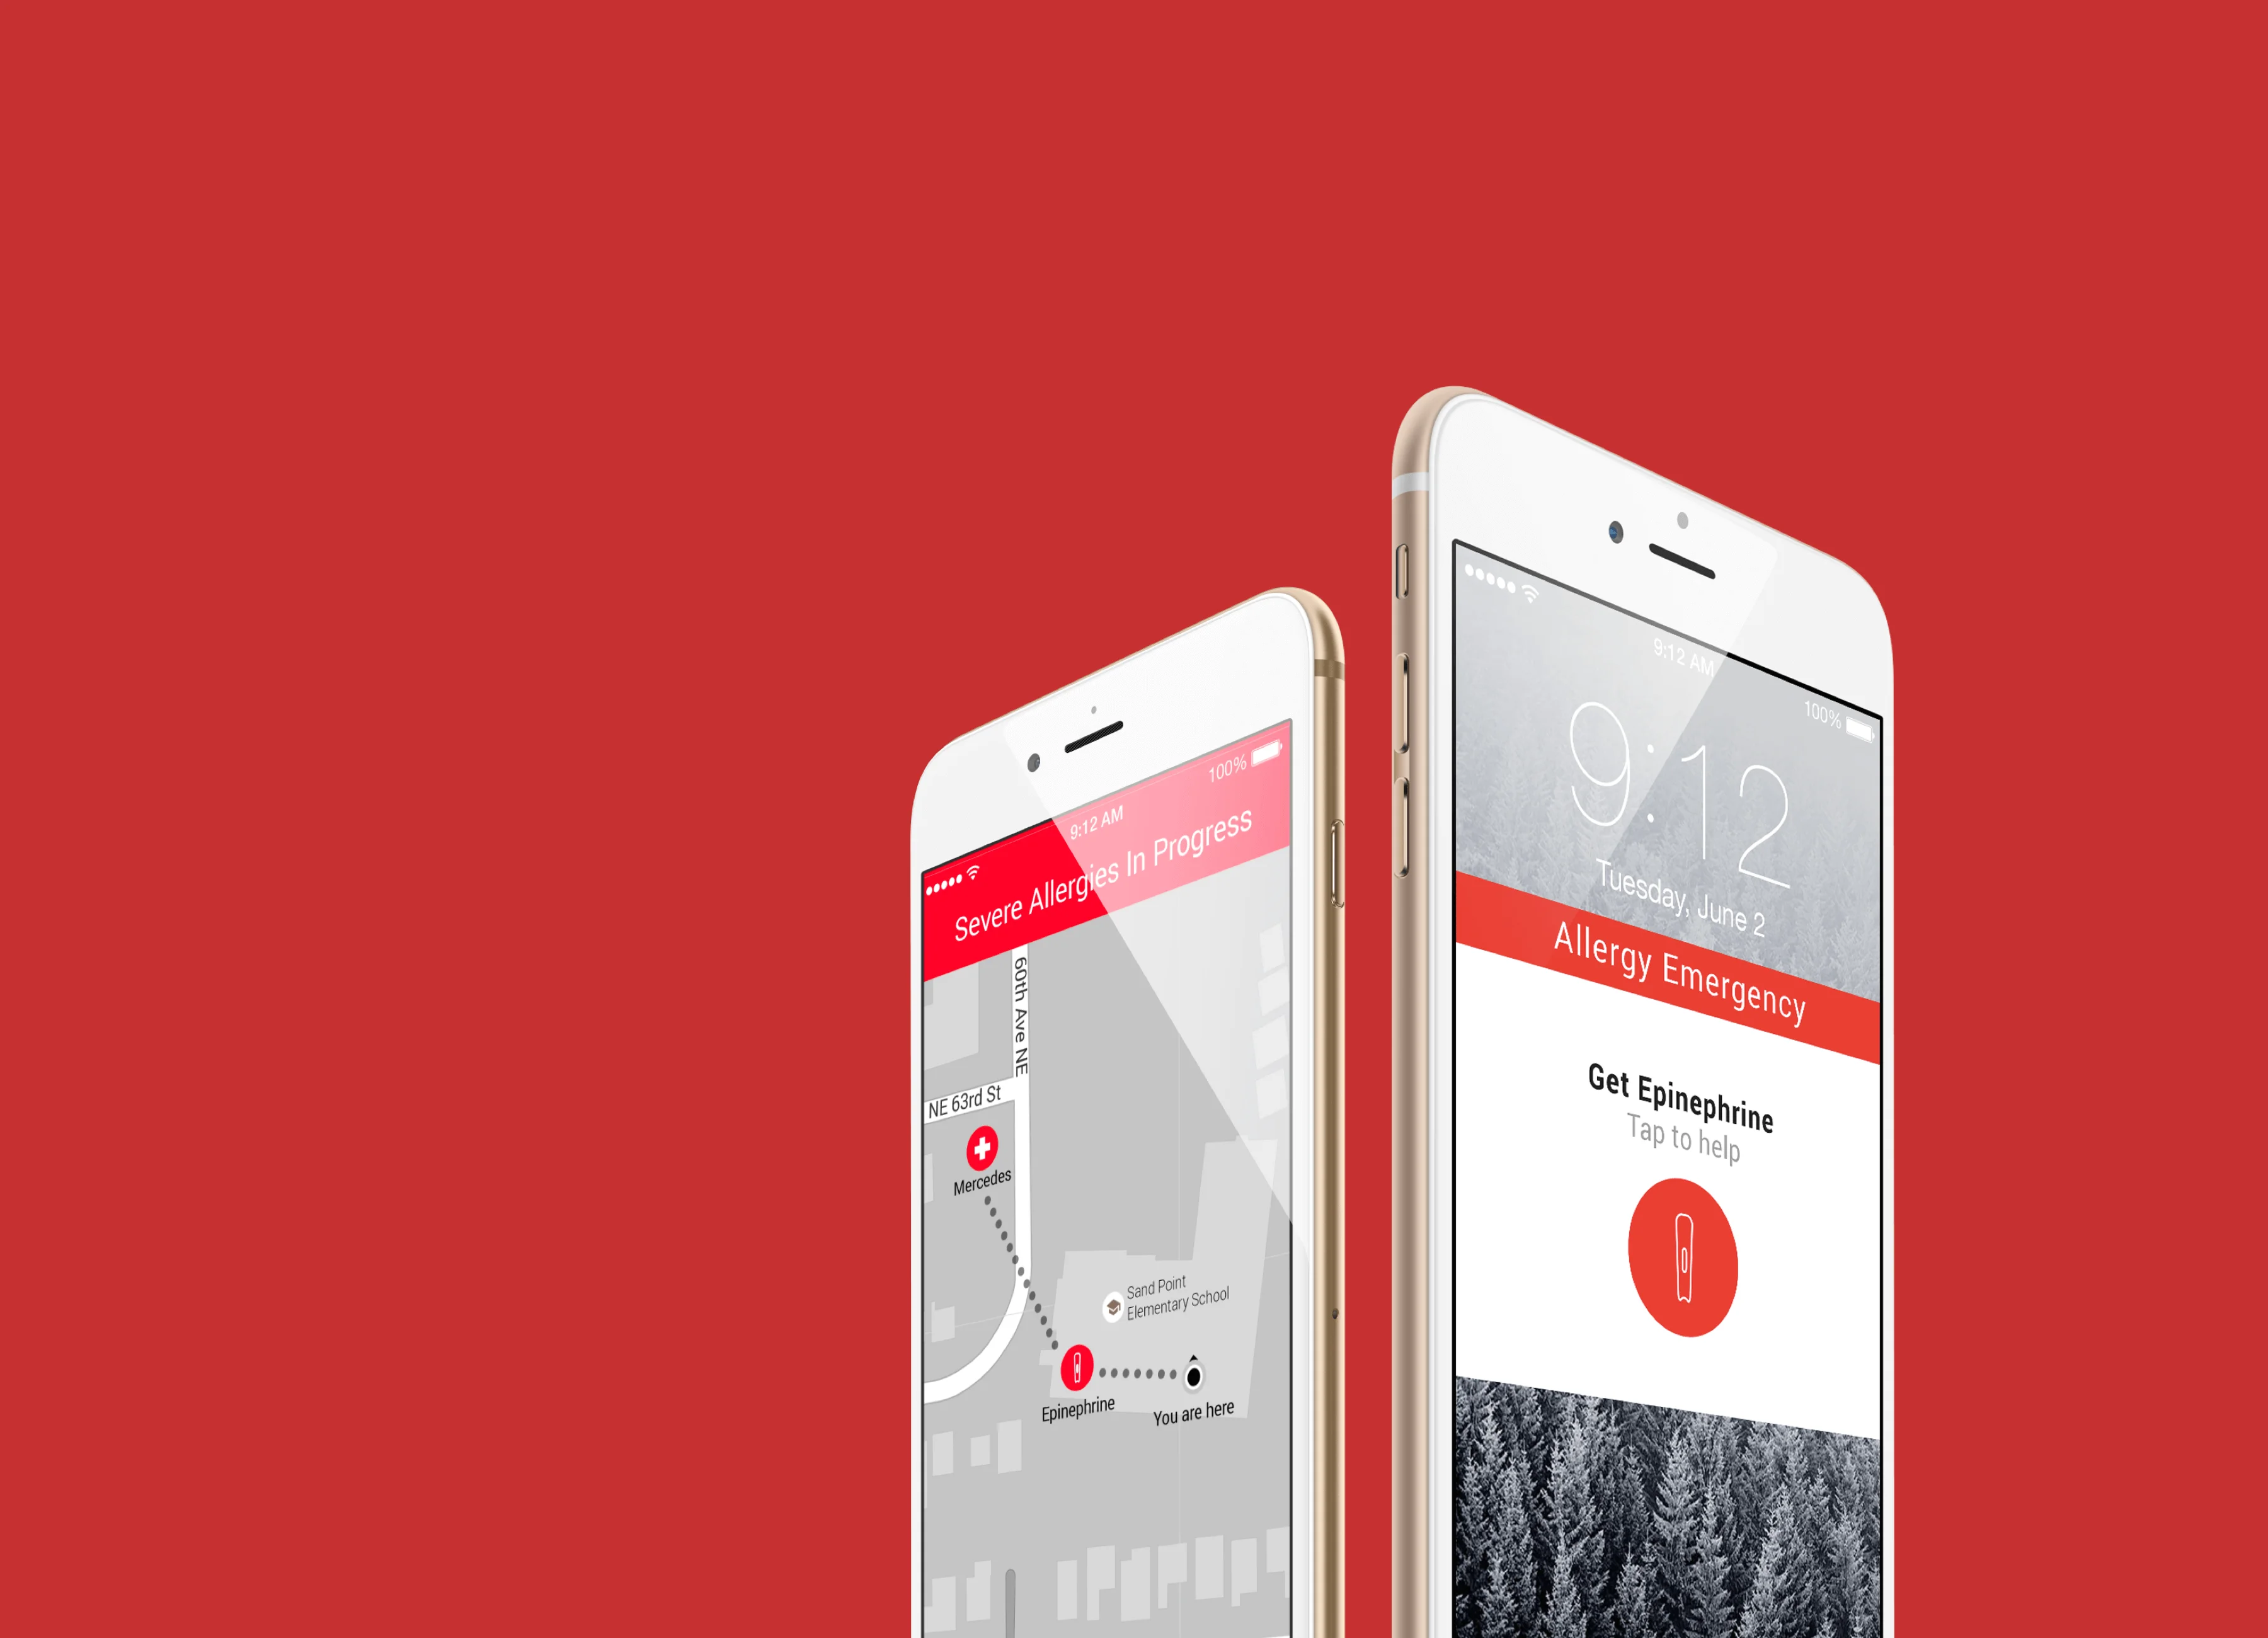 9:12 AM
100%
Severe Allergies In Progress
60th Ave NE
NE 63rd St
Mercedes
Sand Point
Elementary School
Epinephrine
You are here
9:12 AM
100%
9:12
Tuesday, June 2
Allergy Emergency
Get Epinephrine
Tap to help